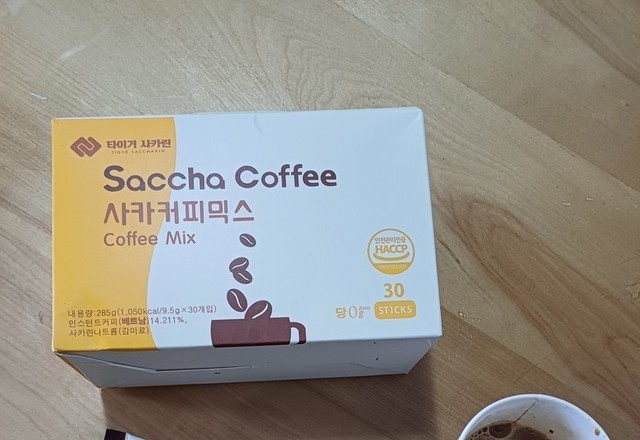 타이거 사카린
TIGER SACCHARIN
Saccha Coffee
사카커피믹스
Coffee Mix
안전관리인증
HACCP
30
STICKS
당 0g Zero
내용량:285g(1,050kcal/9.5g×30개입)
인스턴트커피(베트남)14.211%,
사카린나트륨(감미료)